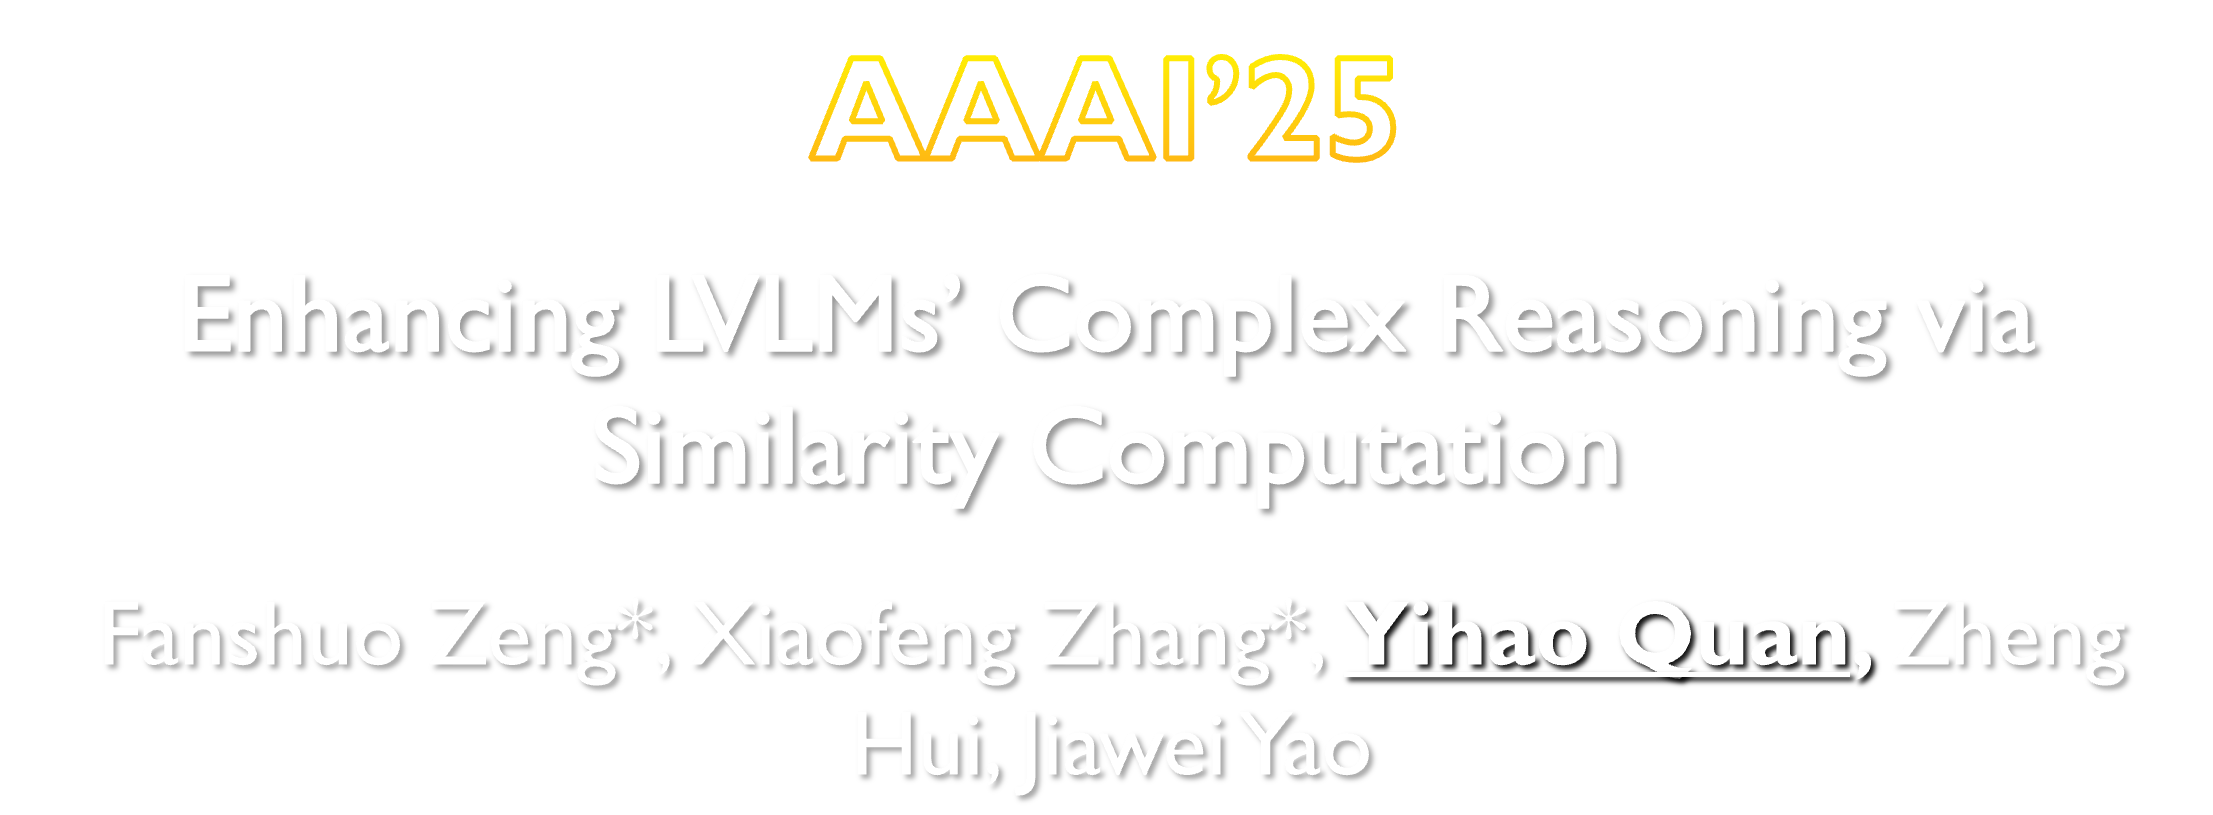 AAAI’25
Enhancing LVLMs’ Complex Reasoning via
Similarity Computation
Fanshuo Zeng*, Xiaofeng Zhang*, Yihao Quan, Zheng
Hui, Jiawei Yao